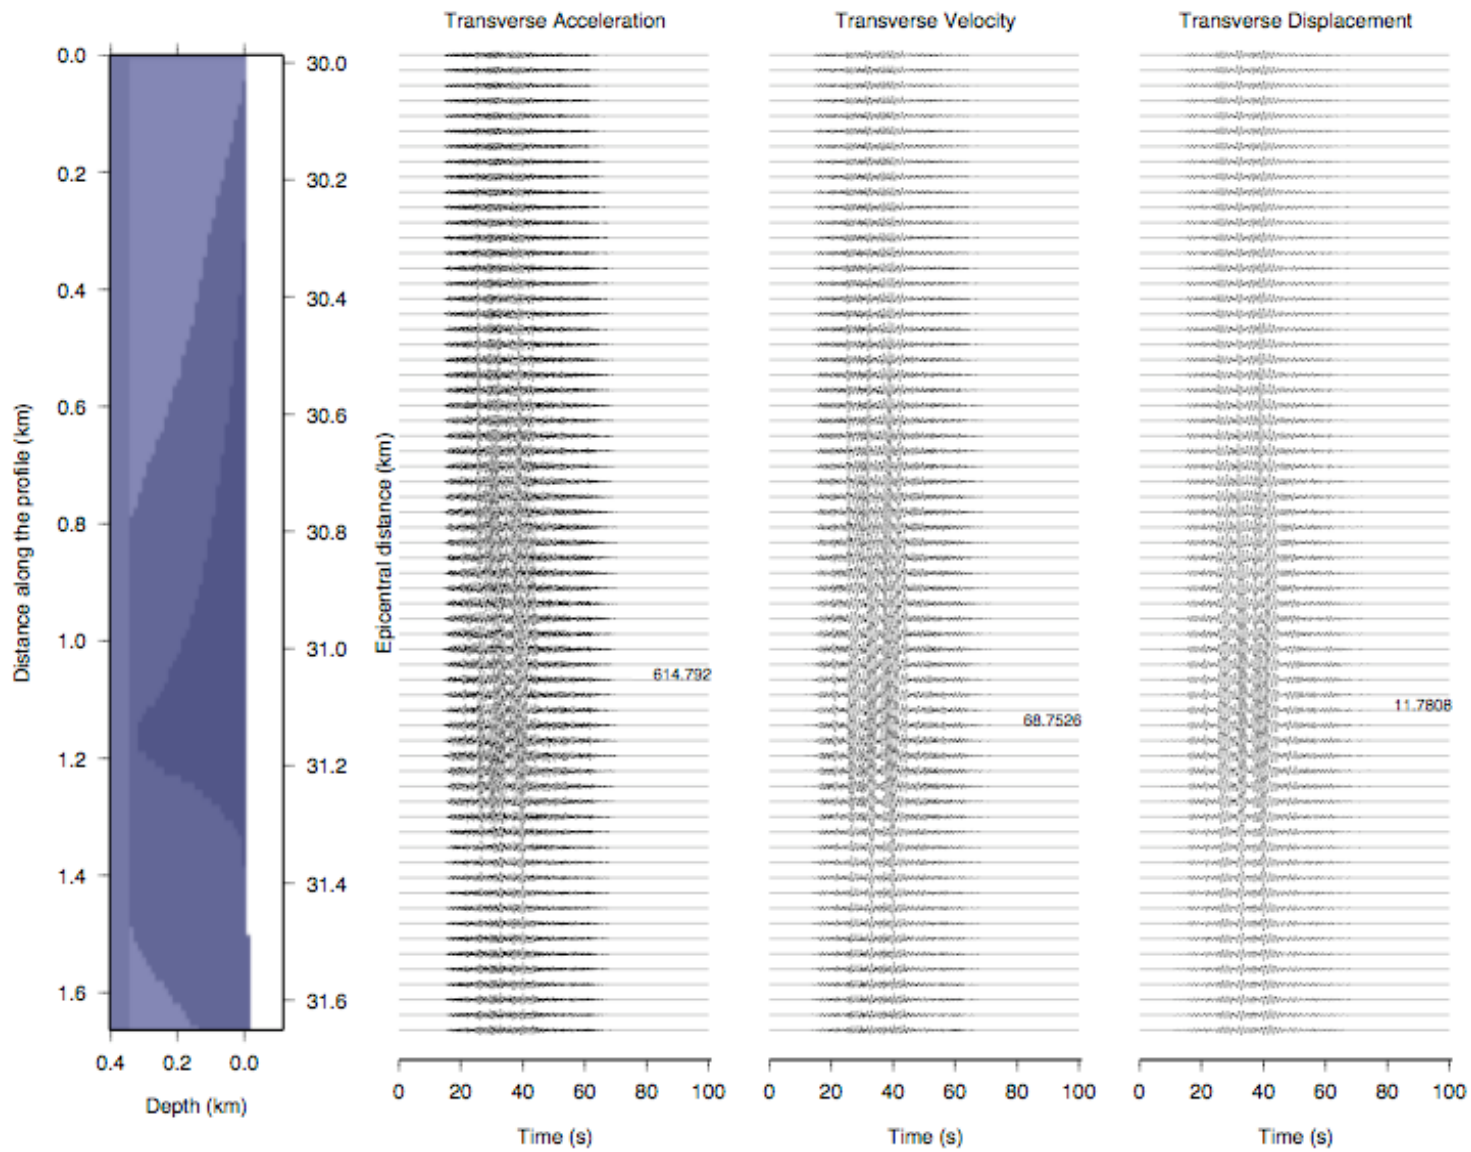 Transverse Acceleration
Transverse Velocity
Transverse Displacement
Distance along the profile (km)
0.0
0.2
0.4
0.6
0.8
1.0
1.2
1.4
1.6
0.4 0.2 0.0
Depth (km)
30.0
30.2
30.4
30.6
30.8
31.0
31.2
31.4
31.6
Epicentral distance (km)
614.792
68.7526
11.7808
0 20 40 60 80 100
Time (s)
0 20 40 60 80 100
Time (s)
0 20 40 60 80 100
Time (s)